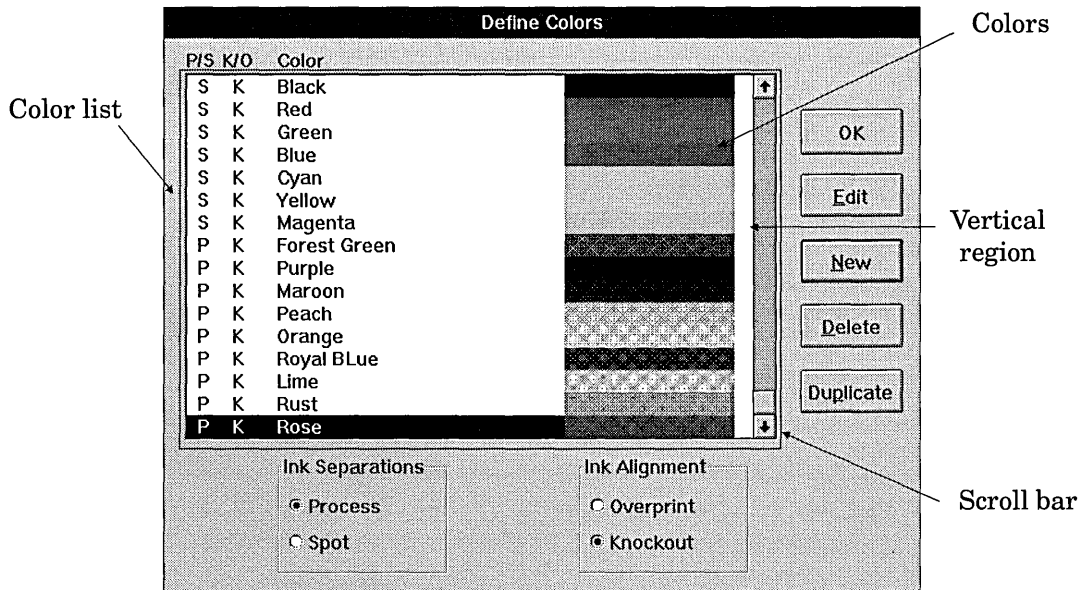 Define Colors
Colors
P/S K/O Color
S K Black
S K Red
Color list
S K Green
OK
S K Blue
S K Cyan
S K Yellow
Edit
S K Magenta
Vertical
region
P K Forest Green
P K Purple
New
P K Maroon
P K Peach
P K Orange
Delete
P K Royal BLue
P K Lime
P K Rust
Duplicate
P K Rose
Ink Separations
Ink Alignment
Process
Overprint
Scroll bar
Spot
Knockout